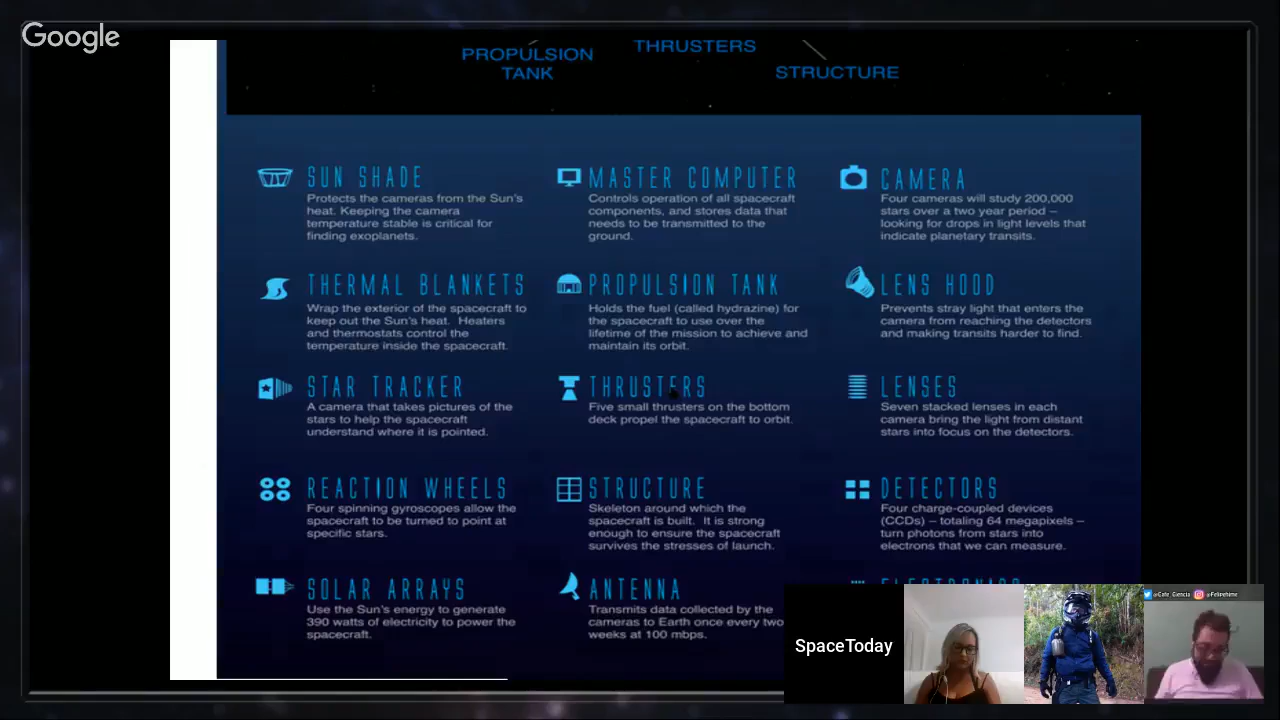 Google
PROPULSION
TANK
THRUSTERS
STRUCTURE
SUN SHADE
Protects the cameras from the Sun's
heat. Keeping the camera
temperature stable is critical for
finding exoplanets.
MASTER COMPUTER
Controls operation of all spacecraft
components, and stores data that
needs to be transmitted to the
ground.
CAMERA
Four cameras will study 200,000
stars over a two year period –
looking for drops in light levels that
indicate planetary transits.
THERMAL BLANKETS
Wrap the exterior of the spacecraft to
keep out the Sun's heat. Heaters
and thermostats control the
temperature inside the spacecraft.
PROPULSION TANK
Holds the fuel (called hydrazine) for
the spacecraft to use over the
lifetime of the mission to achieve and
maintain its orbit.
LENS HOOD
Prevents stray light that enters the
camera from reaching the detectors
and making transits harder to find.
STAR TRACKER
A camera that takes pictures of the
stars to help the spacecraft
understand where it is pointed.
THRUSTERS
Five small thrusters on the bottom
deck propel the spacecraft to orbit.
LENSES
Seven stacked lenses in each
camera bring the light from distant
stars into focus on the detectors.
REACTION WHEELS
Four spinning gyroscopes allow the
spacecraft to be turned to point at
specific stars.
STRUCTURE
Skeleton around which the
spacecraft is built. It is strong
enough to ensure the spacecraft
survives the stresses of launch.
DETECTORS
Four charge-coupled devices
(CCDs) – totaling 64 megapixels –
turn photons from stars into
electrons that we can measure.
SOLAR ARRAYS
Use the Sun's energy to generate
390 watts of electricity to power the
spacecraft.
ANTENNA
Transmits data collected by the
cameras to Earth once every two
weeks at 100 mbps.
ELECTRONICS
SpaceToday
@Cafe_Ciencia @Felipehime